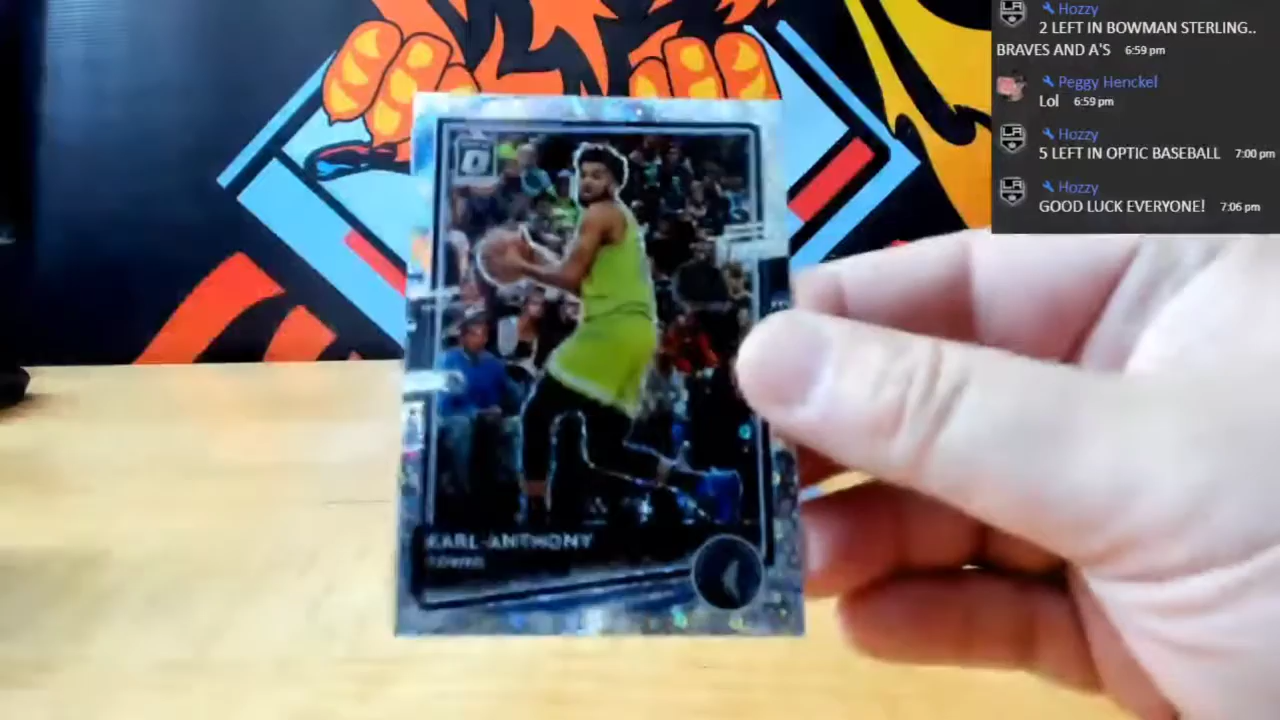 Hozzy
2 LEFT IN BOWMAN STERLING..
BRAVES AND A'S 6:59 pm
Peggy Henckel
Lol 6:59 pm
Hozzy
5 LEFT IN OPTIC BASEBALL 7:00 pm
Hozzy
GOOD LUCK EVERYONE! 7:06 pm
KARL-ANTHONY
TOWNS